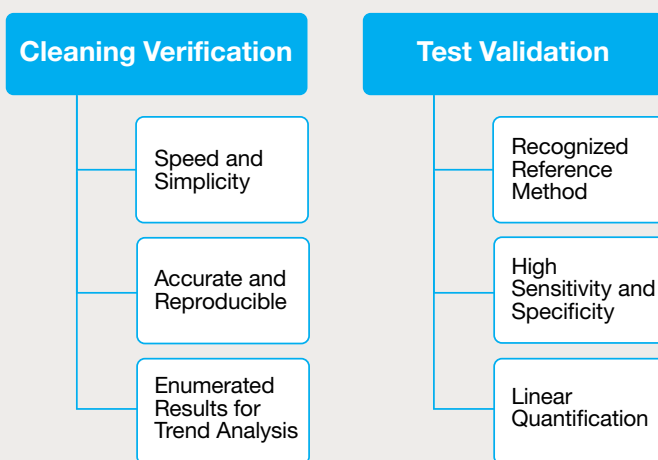 Cleaning Verification
Speed and
Simplicity
Accurate and
Reproducible
Enumerated
Results for
Trend Analysis
Test Validation
Recognized
Reference
Method
High
Sensitivity and
Specificity
Linear
Quantification